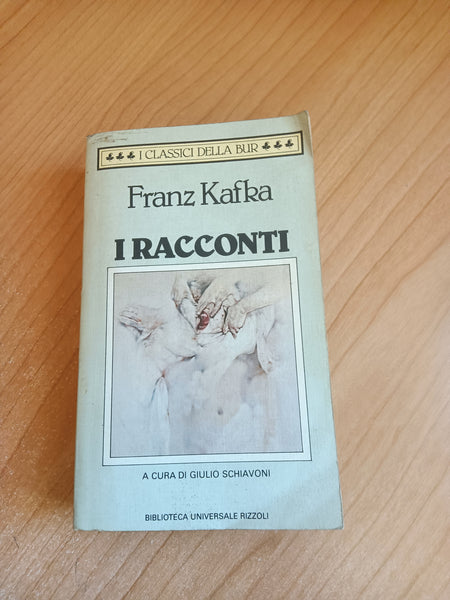 I CLASSICI DELLA BUR
Franz Kafka
I RACCONTI
A CURA DI GIULIO SCHIAVONI
BIBLIOTECA UNIVERSALE RIZZOLI